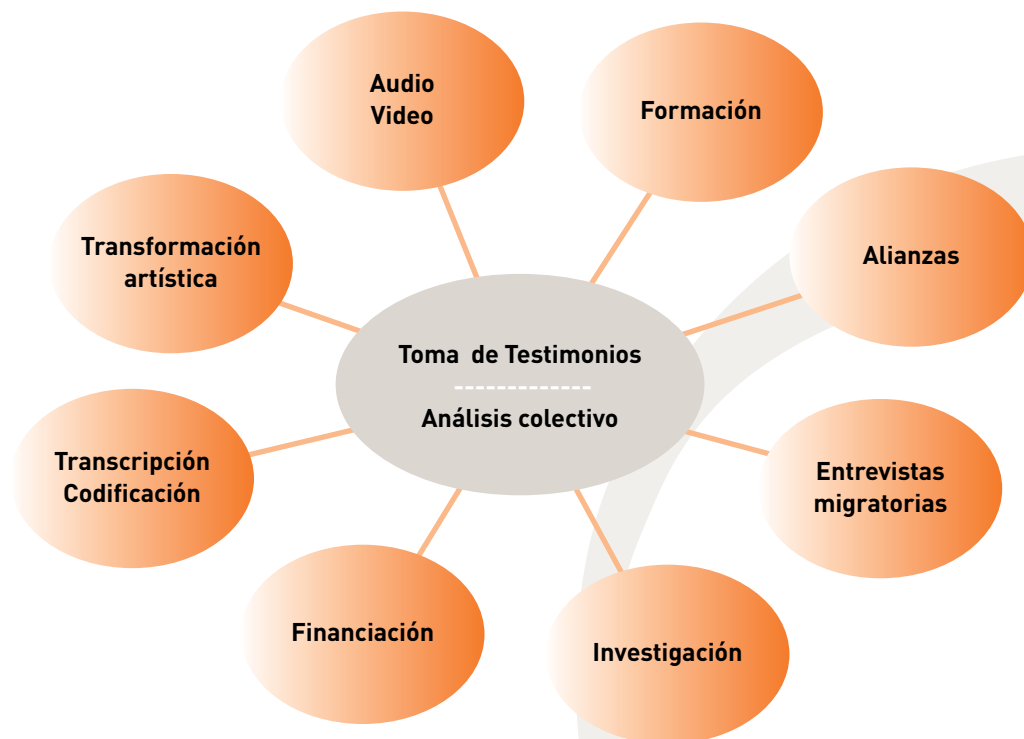 Audio
Video
Formación
Transformación
artística
Alianzas
Toma de Testimonios
-------------
Análisis colectivo
Transcripción
Codificación
Entrevistas
migratorias
Financiación
Investigación